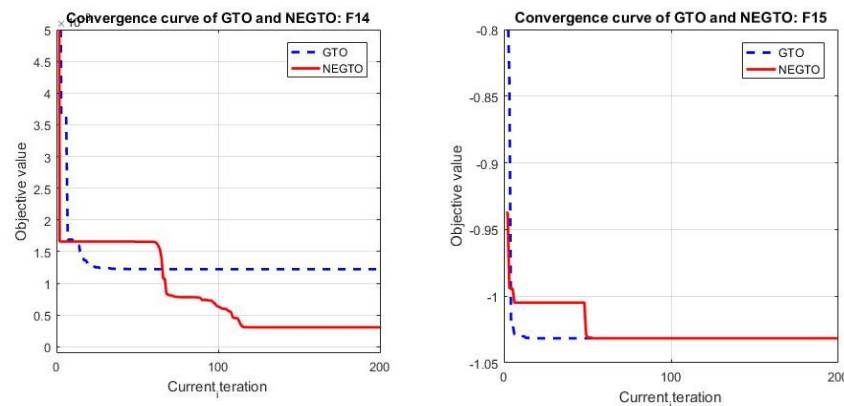 Convergence curve of GTO and NEGTO: F14
5
4.5
4
3.5
3
2.5
2
1.5
1
0.5
0
Objective value
GTO
NEGTO
0 100 200
Current iteration
Convergence curve of GTO and NEGTO: F15
-0.8
-0.85
-0.9
-0.95
-1
-1.05
Objective value
GTO
NEGTO
0 100 200
Current iteration